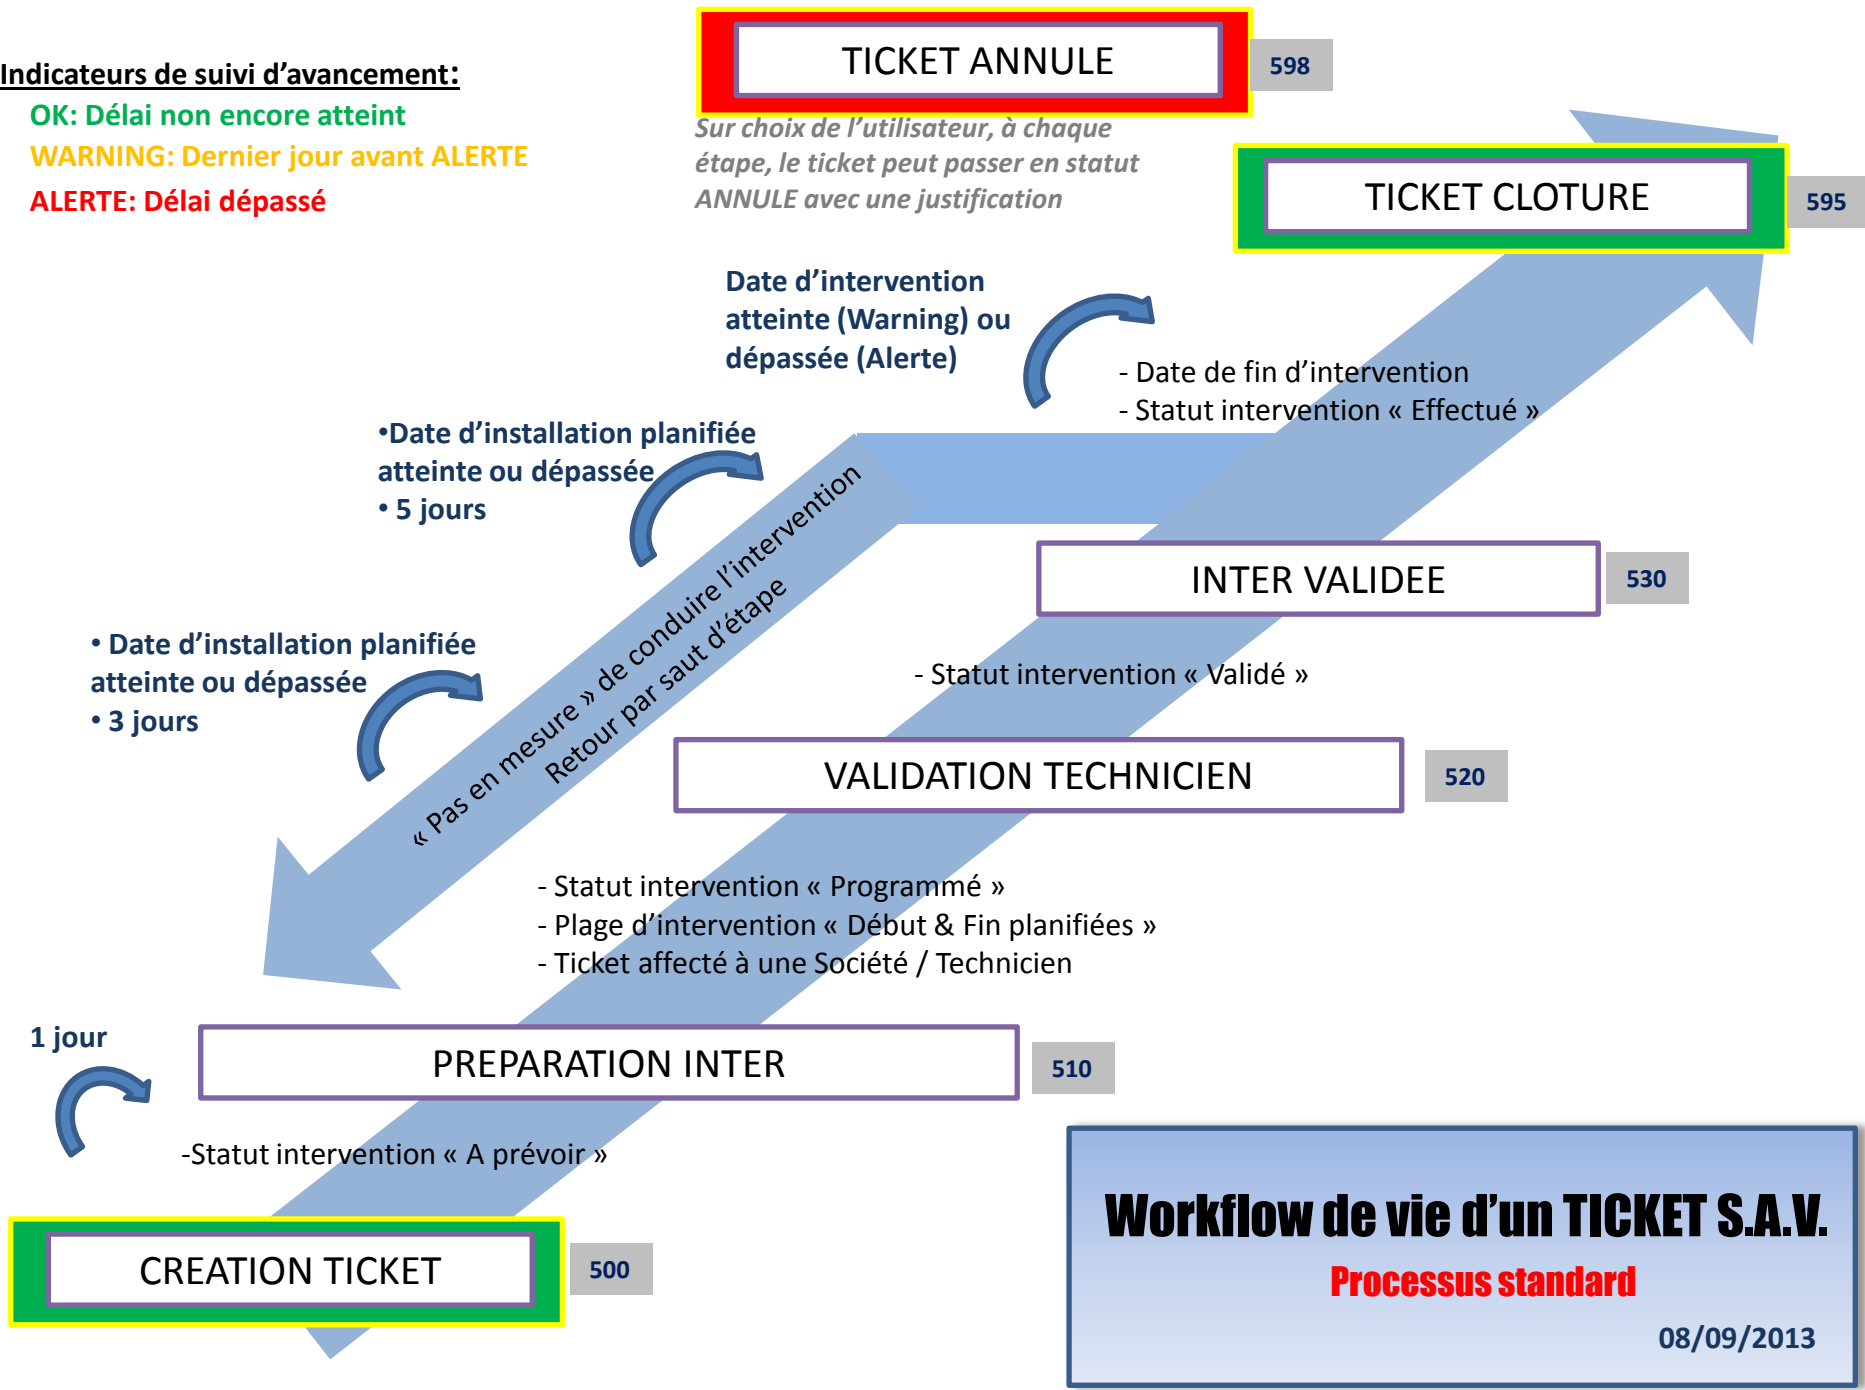 Indicateurs de suivi d’avancement:
OK: Délai non encore atteint
WARNING: Dernier jour avant ALERTE
ALERTE: Délai dépassé
TICKET ANNULE
598
Sur choix de l’utilisateur, à chaque
étape, le ticket peut passer en statut
ANNULE avec une justification
TICKET CLOTURE
595
Date d’intervention
atteinte (Warning) ou
dépassée (Alerte)
- Date de fin d’intervention
- Statut intervention « Effectué »
•Date d’installation planifiée
atteinte ou dépassée
• 5 jours
« Pas en mesure » de conduire l’intervention
Retour par saut d’étape
INTER VALIDEE
530
• Date d’installation planifiée
atteinte ou dépassée
• 3 jours
- Statut intervention « Validé »
VALIDATION TECHNICIEN
520
- Statut intervention « Programmé »
- Plage d’intervention « Début & Fin planifiées »
- Ticket affecté à une Société / Technicien
1 jour
PREPARATION INTER
510
-Statut intervention « A prévoir »
CREATION TICKET
500
Workflow de vie d’un TICKET S.A.V.
Processus standard
08/09/2013